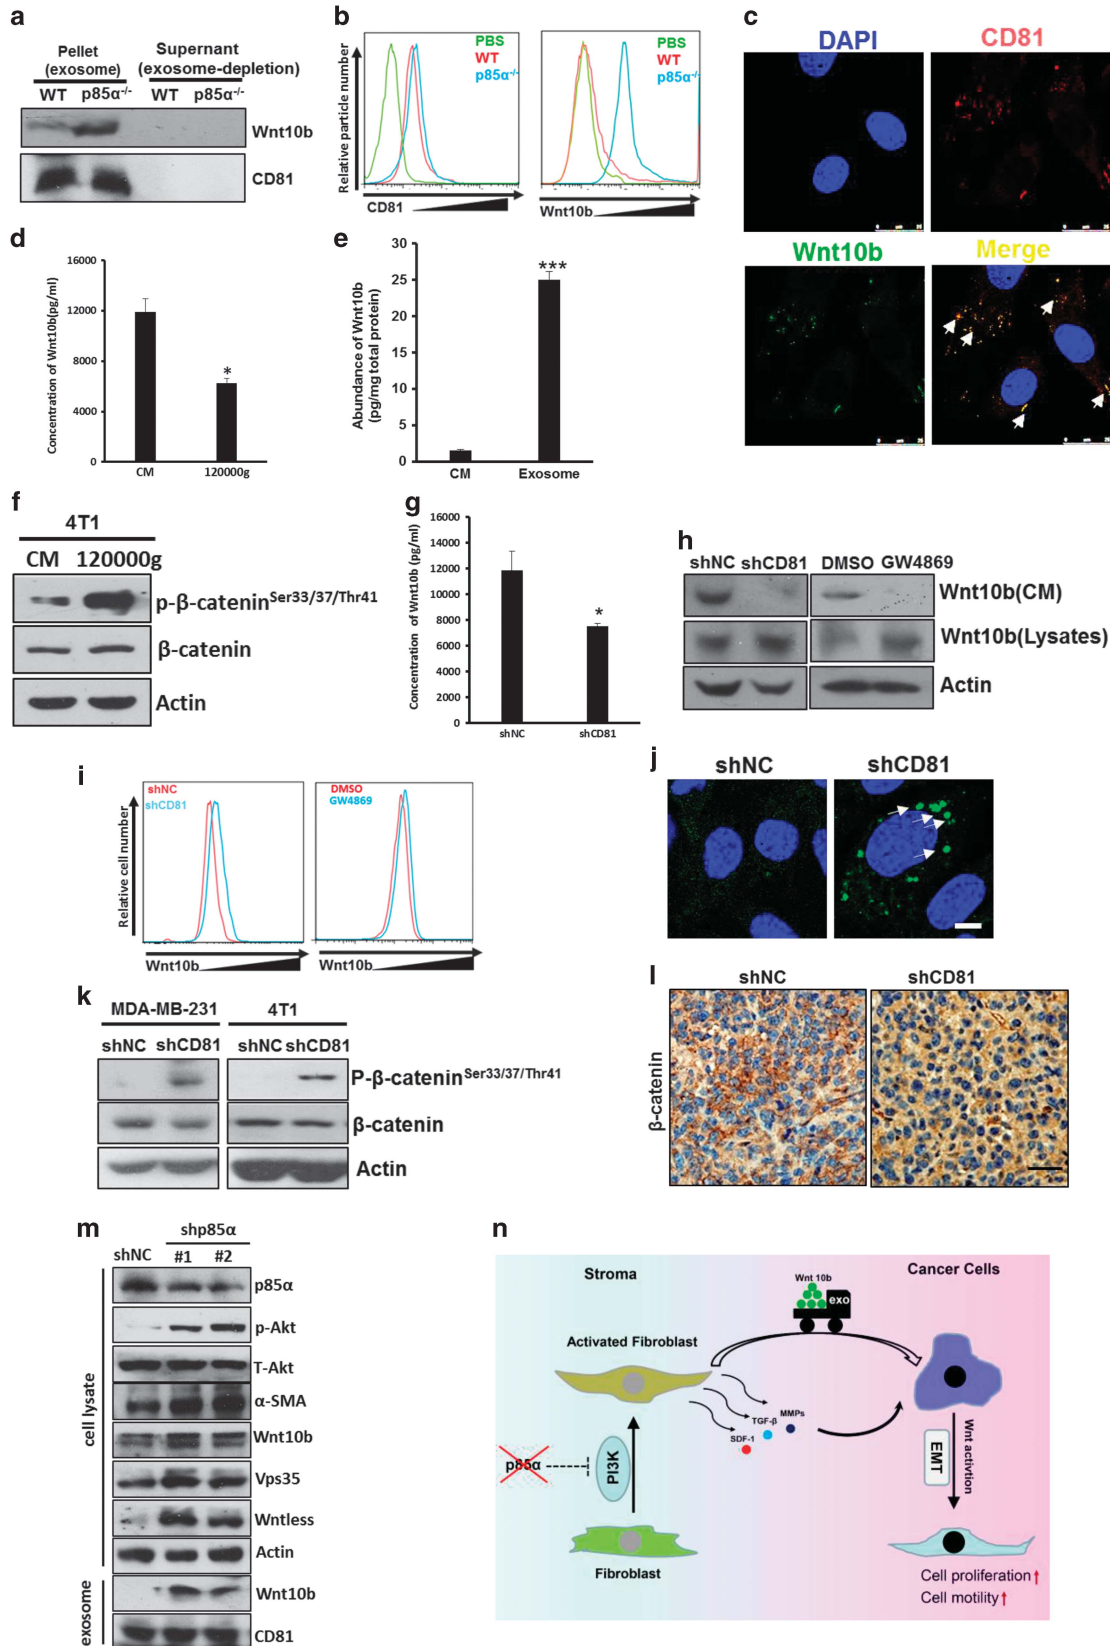 a
Pellet
(exosome)
Supernant
(exosome-depletion)
WT p85α-/- WT p85α-/-
Wnt10b
CD81
b
Relative particle number
PBS
WT
p85α-/-
CD81
PBS
WT
p85α-/-
Wnt10b
c
DAPI
CD81
Wnt10b
Merge
d
Concentration of Wnt10b(pg/ml)
16000
12000
8000
4000
0
*
CM
120000g
e
Abundance of Wnt10b
(pg/mg total protein)
30
25
20
15
10
5
0
***
CM
Exosome
f
4T1
CM 120000g
p-β-catenin Ser33/37/Thr41
β-catenin
Actin
g
Concentration of Wnt10b (pg/ml)
16000
14000
12000
10000
8000
6000
4000
2000
0
*
shNC
shCD81
h
shNC shCD81 DMSO GW4869
Wnt10b(CM)
Wnt10b(Lysates)
Actin
i
Relative cell number
shNC
shCD81
Wnt10b
DMSO
GW4869
Wnt10b
j
shNC
shCD81
k
MDA-MB-231
4T1
shNC shCD81 shNC shCD81
P-β-catenin Ser33/37/Thr41
β-catenin
Actin
l
shNC
shCD81
β-catenin
m
shp85α
shNC #1 #2
cell lysate
p85α
p-Akt
T-Akt
α-SMA
Wnt10b
Vps35
Wntless
Actin
exosome
Wnt10b
CD81
n
Stroma
Cancer Cells
Wnt 10b
exo
Activated Fibroblast
MMPs
TGF-β
SDF-1
p85α
PI3K
EMT
Wnt activtion
Fibroblast
Cell proliferation
Cell motility